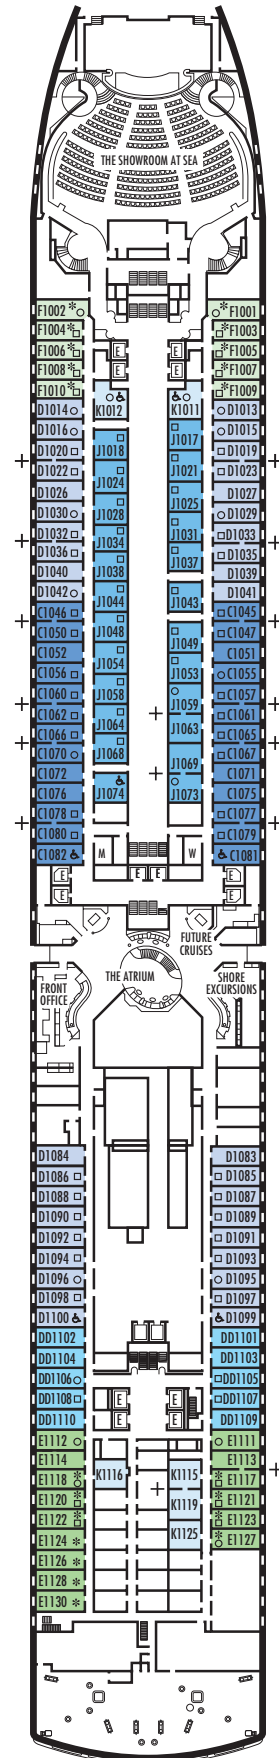 THE SHOWROOM AT SEA
F1002 F1001
F1004 F1003
E E
F1006 F1005
F1008 F1007
E E
F1010 F1009
D1014 K1012 K1011 D1013
D1016 J1017 D1015
D1020 J1018 D1019
D1022 J1021 D1023
J1024
D1026 J1025 D1027
D1030 J1028 D1029
D1032 J1034 J1031 D1033
D1036 J1037 D1035
D1040 J1038 D1039
D1042 J1044 J1043 D1041
C1046 C1045
C1050 J1048 J1049 C1047
C1052 J1054 J1053 C1051
C1056 C1055
C1060 J1058 J1059 C1057
C1062 J1064 J1063 C1061
C1066 C1065
C1070 J1068 J1069 C1067
C1072 C1071
C1076 J1074 J1073 C1075
C1078 C1077
C1080 C1079
C1082 M W C1081
E E E E
E E
FUTURE
CRUISES
THE ATRIUM
FRONT
OFFICE
SHORE
EXCURSIONS
D1084 D1083
D1086 D1085
D1088 D1087
D1090 D1089
D1092 D1091
D1094 D1093
D1096 D1095
D1098 D1097
D1100 D1099
DD1102 DD1101
DD1104 DD1103
DD1106 DD1105
DD1108 E E DD1107
DD1110 E E DD1109
E1112 E1111
E1114 E1113
E1118 K1116 K1115 E1117
E1120 K1119 E1121
E1122 E1123
E1124 K1125 E1127
E1126
E1128
E1130